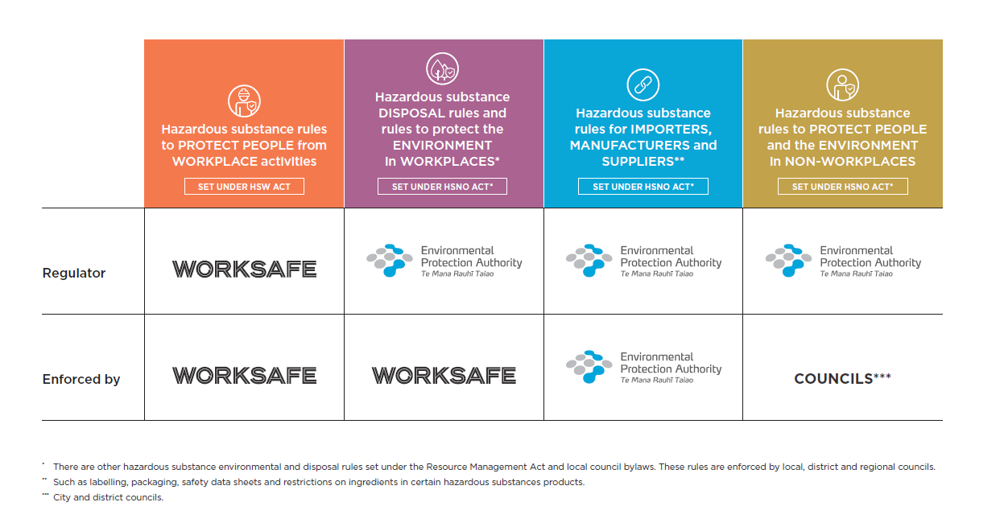 Hazardous substance rules
to PROTECT PEOPLE from
WORKPLACE activities
SET UNDER HSW ACT
Hazardous substance
DISPOSAL rules and
rules to protect the
ENVIRONMENT
in WORKPLACES*
SET UNDER HSNO ACT*
Hazardous substance
rules for IMPORTERS,
MANUFACTURERS and
SUPPLIERS**
SET UNDER HSNO ACT*
Hazardous substance
rules to PROTECT PEOPLE
and the ENVIRONMENT
in NON-WORKPLACES
SET UNDER HSNO ACT*
Regulator
WORKSAFE
Environmental
Protection Authority
Te Mana Rauhī Taiao
Environmental
Protection Authority
Te Mana Rauhī Taiao
Environmental
Protection Authority
Te Mana Rauhī Taiao
Enforced by
WORKSAFE
WORKSAFE
Environmental
Protection Authority
Te Mana Rauhī Taiao
COUNCILS***
* There are other hazardous substance environmental and disposal rules set under the Resource Management Act and local council bylaws. These rules are enforced by local, district and regional councils.
** Such as labelling, packaging, safety data sheets and restrictions on ingredients in certain hazardous substances products.
*** City and district councils.